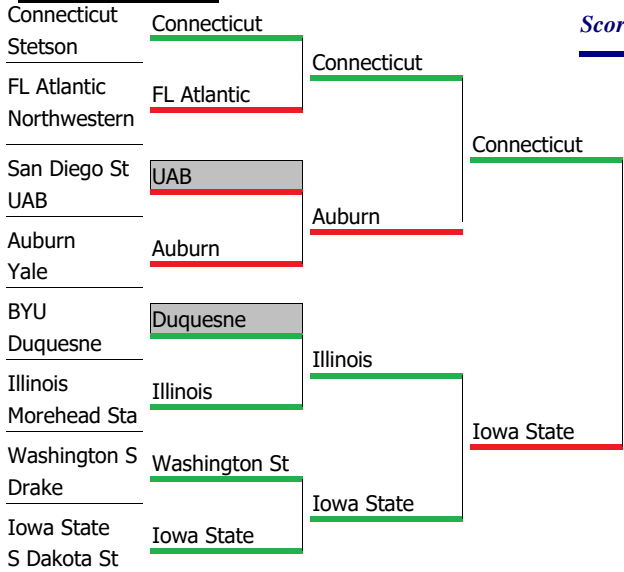 Connecticut
Stetson
FL Atlantic
Northwestern
San Diego St
UAB
Auburn
Yale
BYU
Duquesne
Illinois
Morehead Sta
Washington S
Drake
Iowa State
S Dakota St
Connecticut
FL Atlantic
UAB
Auburn
Duquesne
Illinois
Washington St
Iowa State
Connecticut
Auburn
Illinois
Iowa State
Connecticut
Iowa State
Scor